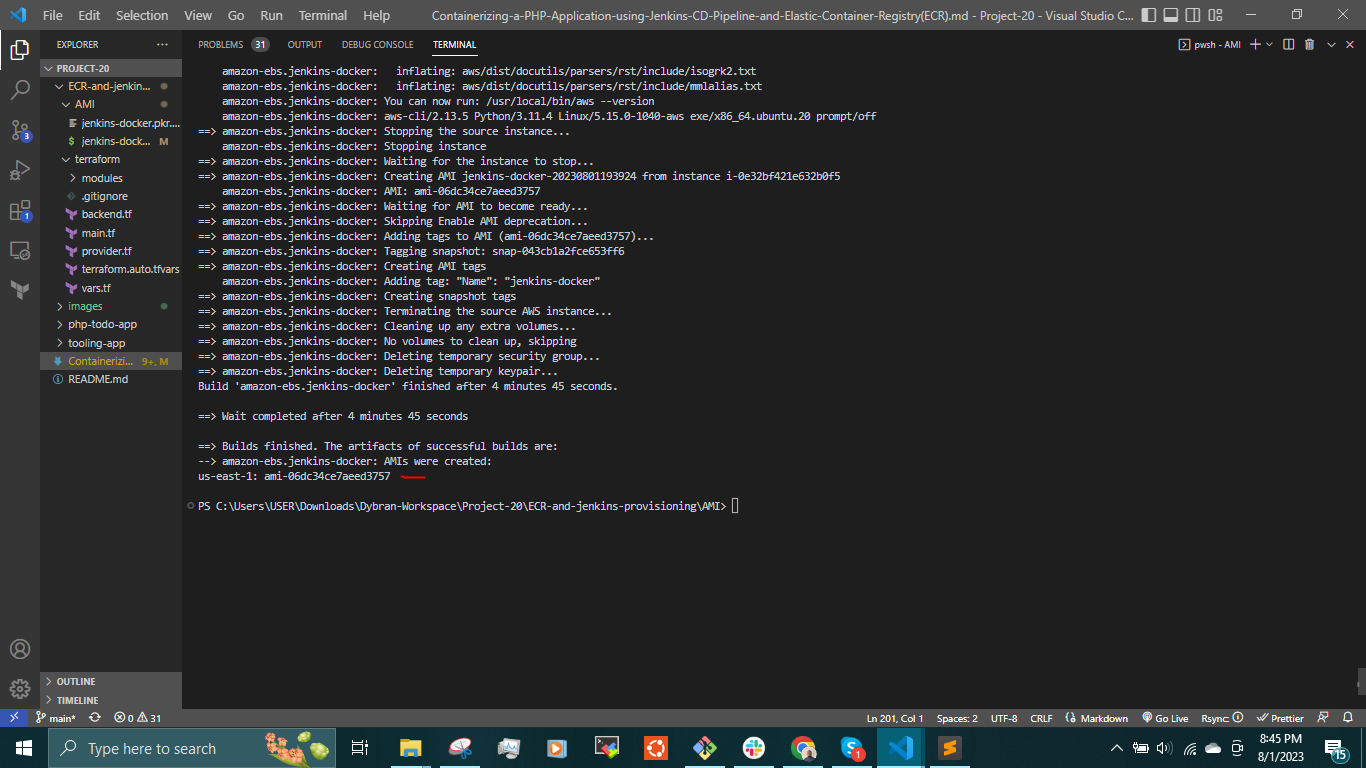 File Edit Selection View Go Run Terminal Help
Containerizing-a-PHP-Application-using-Jenkins-CD-Pipeline-and-Elastic-Container-Registry(ECR).md - Project-20 - Visual Studio C...
EXPLORER
PROJECT-20
ECR-and-jenkin...
AMI
jenkins-docker.pkr....
$ jenkins-dock... M
terraform
modules
.gitignore
backend.tf
main.tf
provider.tf
terraform.auto.tfvars
vars.tf
images
php-todo-app
tooling-app
Containerizi... 9+, M
README.md
OUTLINE
TIMELINE
3
1
PROBLEMS 31 OUTPUT DEBUG CONSOLE TERMINAL
pwsh - AMI
amazon-ebs.jenkins-docker:   inflating: aws/dist/docutils/parsers/rst/include/isogrk2.txt
amazon-ebs.jenkins-docker:   inflating: aws/dist/docutils/parsers/rst/include/mmlalias.txt
amazon-ebs.jenkins-docker: You can now run: /usr/local/bin/aws --version
amazon-ebs.jenkins-docker: aws-cli/2.13.5 Python/3.11.4 Linux/5.15.0-1040-aws exe/x86_64.ubuntu.20 prompt/off
==> amazon-ebs.jenkins-docker: Stopping the source instance...
amazon-ebs.jenkins-docker: Stopping instance
==> amazon-ebs.jenkins-docker: Waiting for the instance to stop...
==> amazon-ebs.jenkins-docker: Creating AMI jenkins-docker-20230801193924 from instance i-0e32bf421e632b0f5
amazon-ebs.jenkins-docker: AMI: ami-06dc34ce7aeed3757
==> amazon-ebs.jenkins-docker: Waiting for AMI to become ready...
==> amazon-ebs.jenkins-docker: Skipping Enable AMI deprecation...
==> amazon-ebs.jenkins-docker: Adding tags to AMI (ami-06dc34ce7aeed3757)...
==> amazon-ebs.jenkins-docker: Tagging snapshot: snap-043cb1a2fce653ff6
==> amazon-ebs.jenkins-docker: Creating AMI tags
amazon-ebs.jenkins-docker: Adding tag: "Name": "jenkins-docker"
==> amazon-ebs.jenkins-docker: Creating snapshot tags
==> amazon-ebs.jenkins-docker: Terminating the source AWS instance...
==> amazon-ebs.jenkins-docker: Cleaning up any extra volumes...
==> amazon-ebs.jenkins-docker: No volumes to clean up, skipping
==> amazon-ebs.jenkins-docker: Deleting temporary security group...
==> amazon-ebs.jenkins-docker: Deleting temporary keypair...
Build 'amazon-ebs.jenkins-docker' finished after 4 minutes 45 seconds.
==> Wait completed after 4 minutes 45 seconds
==> Builds finished. The artifacts of successful builds are:
--> amazon-ebs.jenkins-docker: AMIs were created:
us-east-1: ami-06dc34ce7aeed3757
PS C:\Users\USER\Downloads\Dybran-Workspace\Project-20\ECR-and-jenkins-provisioning\AMI>
main* 0 31 Ln 201, Col 1 Spaces: 2 UTF-8 CRLF Markdown Go Live Rsync: Prettier
Type here to search
1
8:45 PM
8/1/2023
15